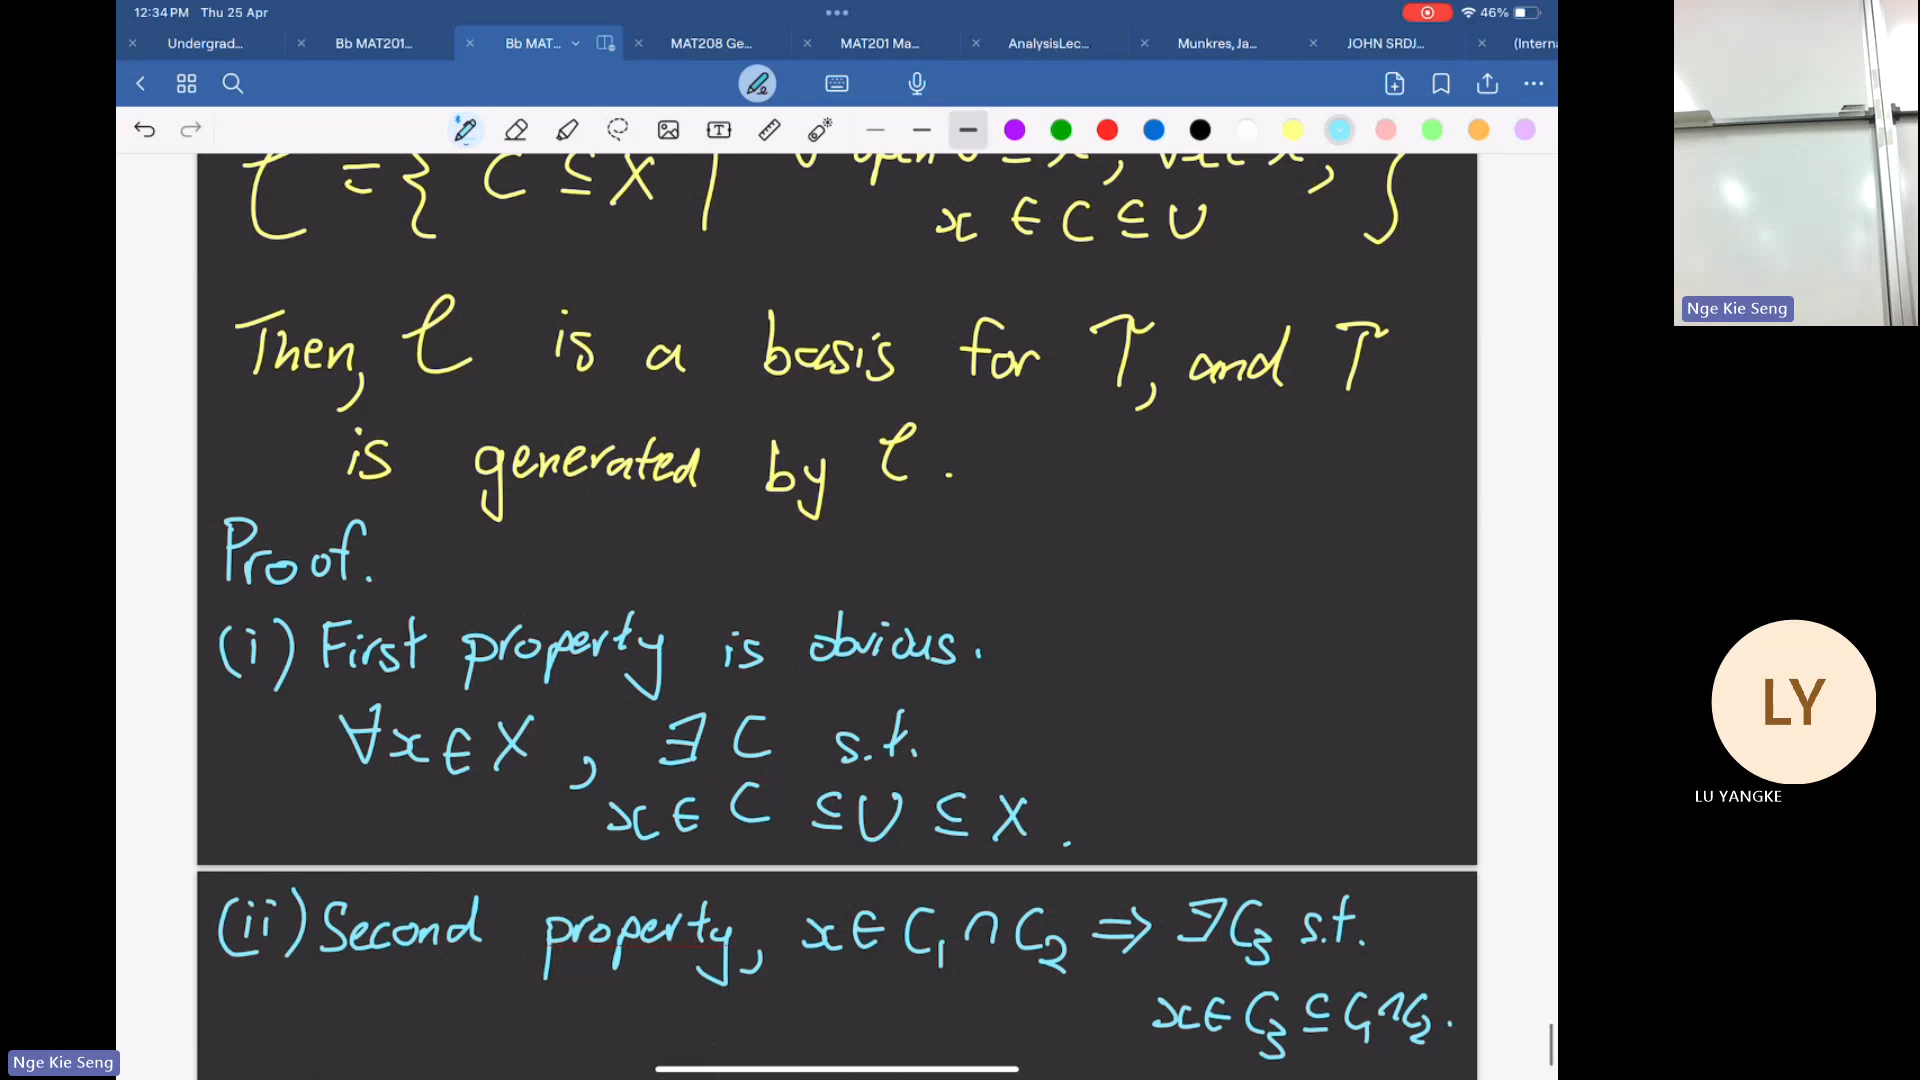 12:34 PM Thu 25 Apr
46%
Undergrad...
Bb MAT201...
Bb MAT...
MAT208 Ge...
MAT201 Ma...
AnalysisLec...
Munkres, Ja...
JOHN SRDJ...
(Intern
𝒞 = { C ⊆ X | ∀ open U ⊆ X, ∀x ∈ X, }
x ∈ C ⊆ U
Then, 𝒞 is a basis for 𝒯, and 𝒯
is generated by 𝒞.
Proof.
(i) First property is obvious.
∀x ∈ X, ∃ C s.t.
x ∈ C ⊆ U ⊆ X.
(ii) Second property, x ∈ C₁ ∩ C₂ ⇒ ∃C₃ s.t.
x ∈ C₃ ⊆ C₁ ∩ C₂.
Nge Kie Seng
LY
LU YANGKE
Nge Kie Seng